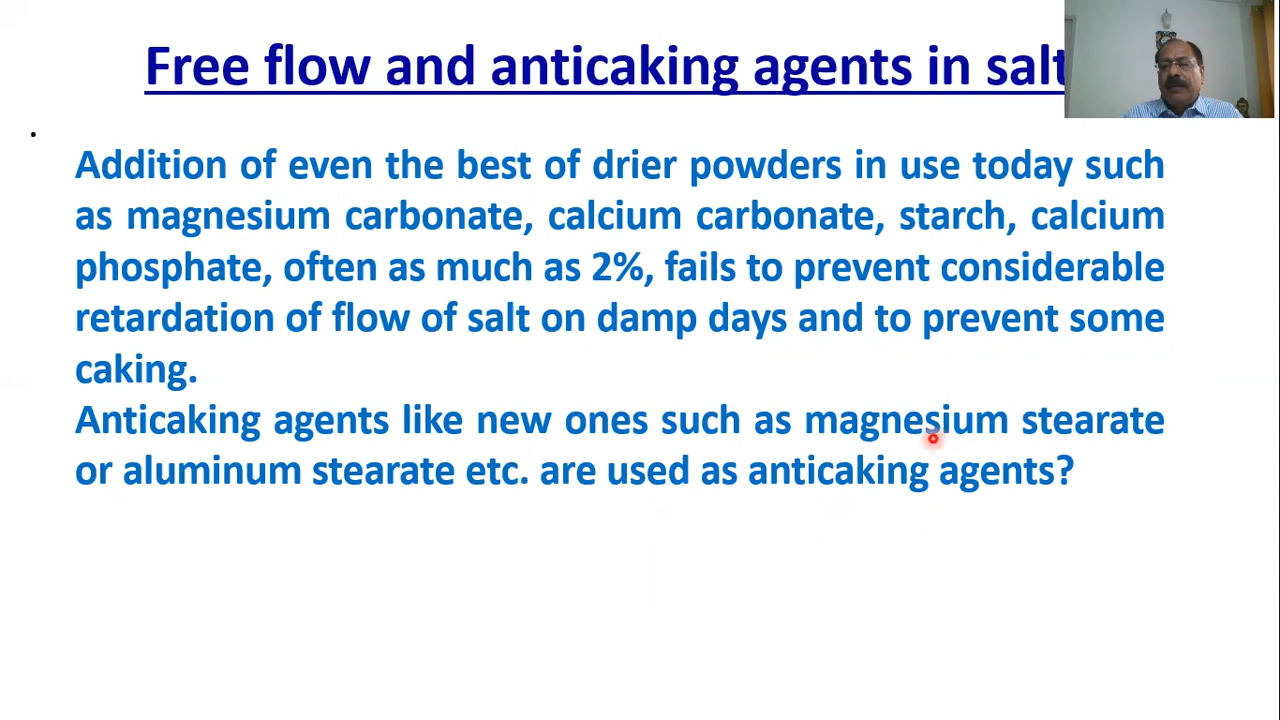 Free flow and anticaking agents in salt
Addition of even the best of drier powders in use today such
as magnesium carbonate, calcium carbonate, starch, calcium
phosphate, often as much as 2%, fails to prevent considerable
retardation of flow of salt on damp days and to prevent some
caking.
Anticaking agents like new ones such as magnesium stearate
or aluminum stearate etc. are used as anticaking agents?